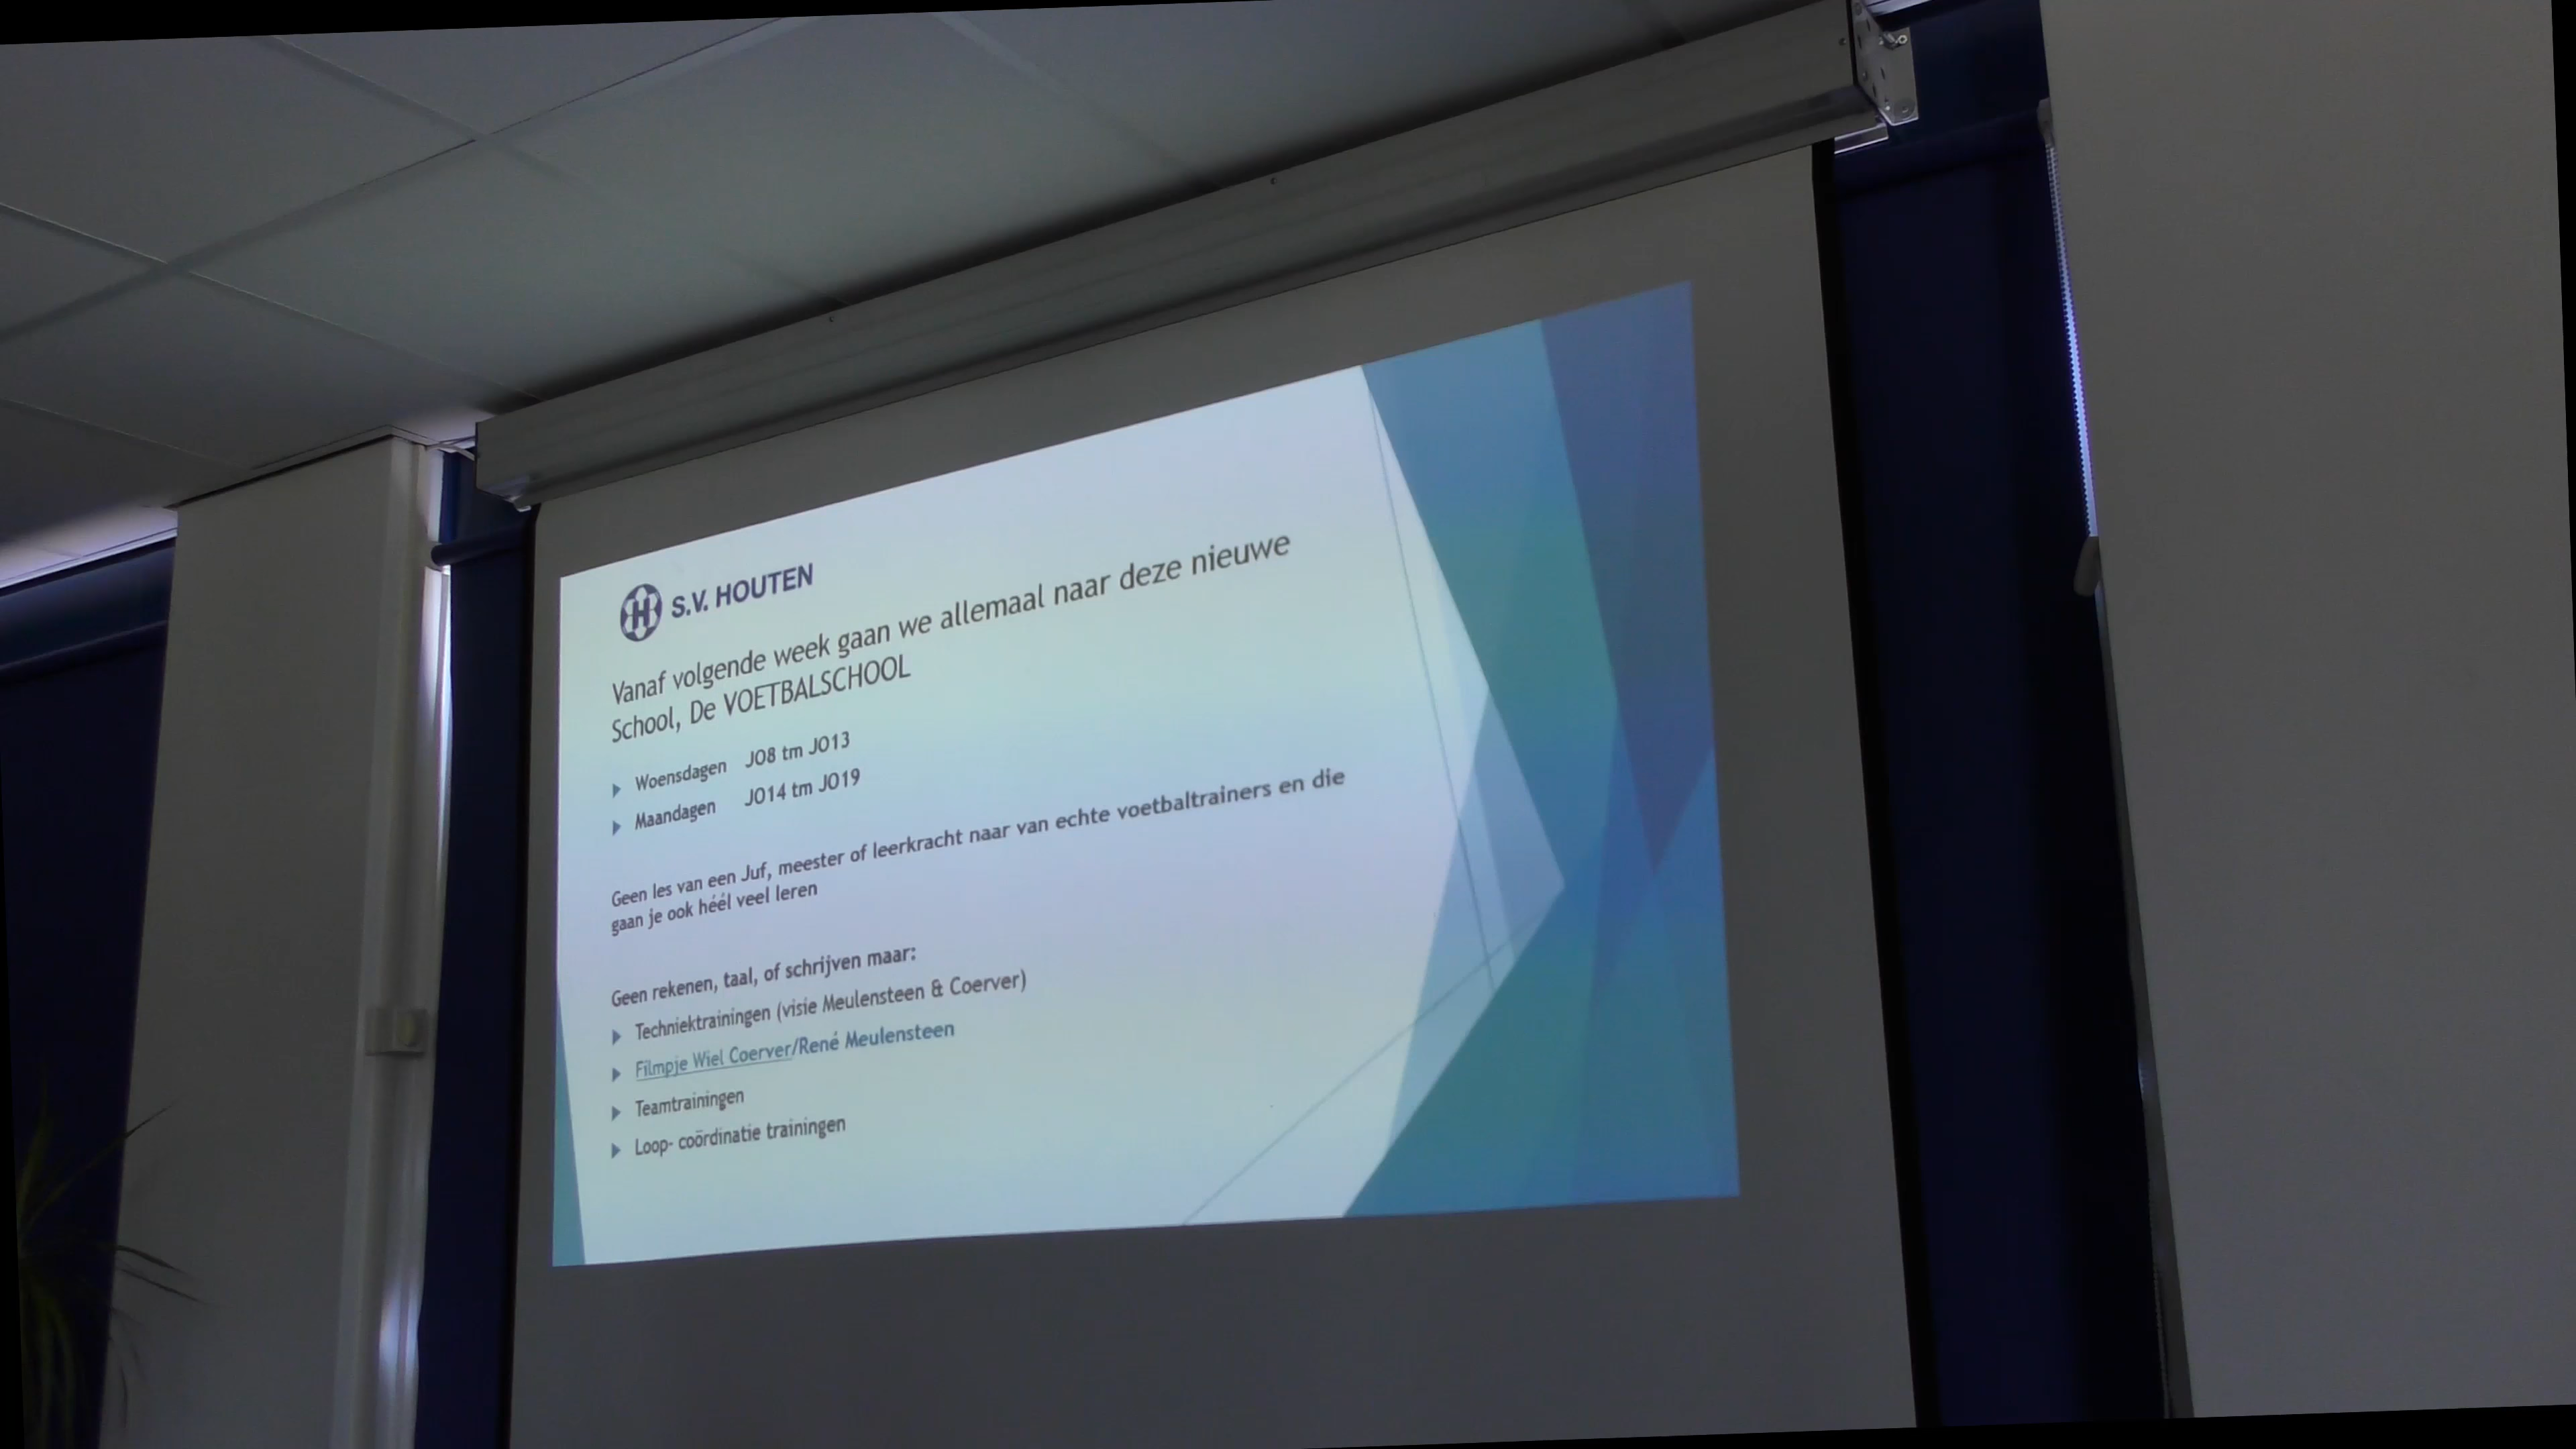 S.V. HOUTEN
Vanaf volgende week gaan we allemaal naar deze nieuwe
School, De VOETBALSCHOOL
Woensdagen JO8 tm JO13
Maandagen JO14 tm JO19
Geen les van een Juf, meester of leerkracht naar van echte voetbaltrainers en die
gaan je ook héél veel leren
Geen rekenen, taal, of schrijven maar:
Techniektrainingen (visie Meulensteen & Coerver)
Filmpje Wiel Coerver/René Meulensteen
Teamtrainingen
Loop- coördinatie trainingen